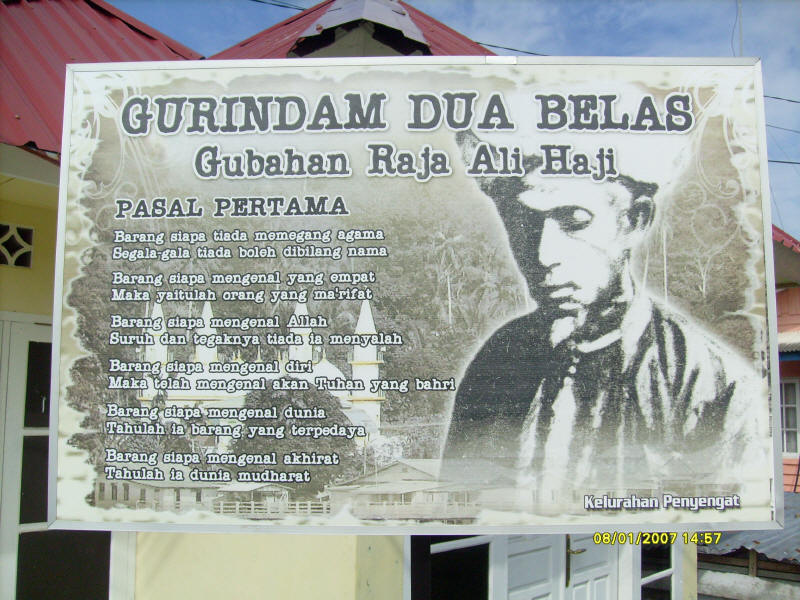 GURINDAM DUA BELAS
Gubahan Raja Ali Haji
PASAL PERTAMA
Barang siapa tiada memegang agama
Segala-gala tiada boleh dibilang nama
Barang siapa mengenal yang empat
Maka yaitulah orang yang ma'rifat
Barang siapa mengenal Allah
Suruh dan tegaknya tiada ia menyalah
Barang siapa mengenal diri
Maka telah mengenal akan Tuhan yang bahri
Barang siapa mengenal dunia
Tahulah ia barang yang terpedaya
Barang siapa mengenal akhirat
Tahulah ia dunia mudharat
Kelurahan Penyengat
08/01/2007 14:57